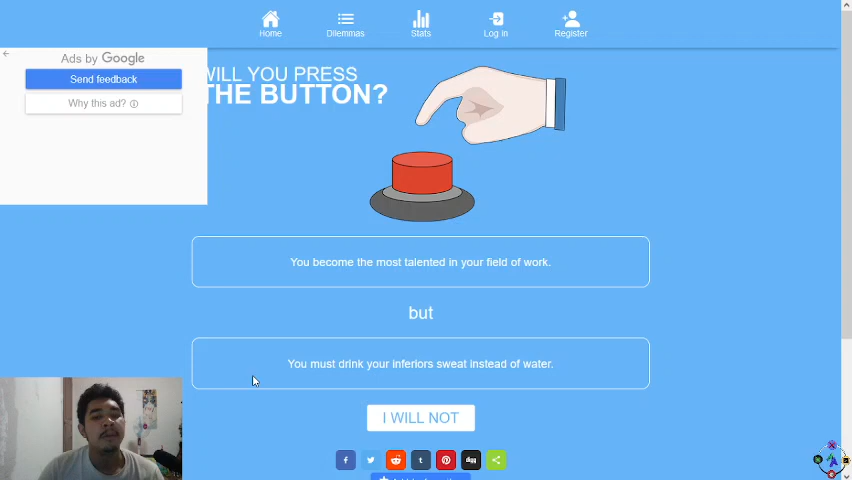 Home
Dilemmas
Stats
Log in
Register
Ads by Google
Send feedback
Why this ad?
WILL YOU PRESS
THE BUTTON?
You become the most talented in your field of work.
but
You must drink your inferiors sweat instead of water.
I WILL NOT
digg